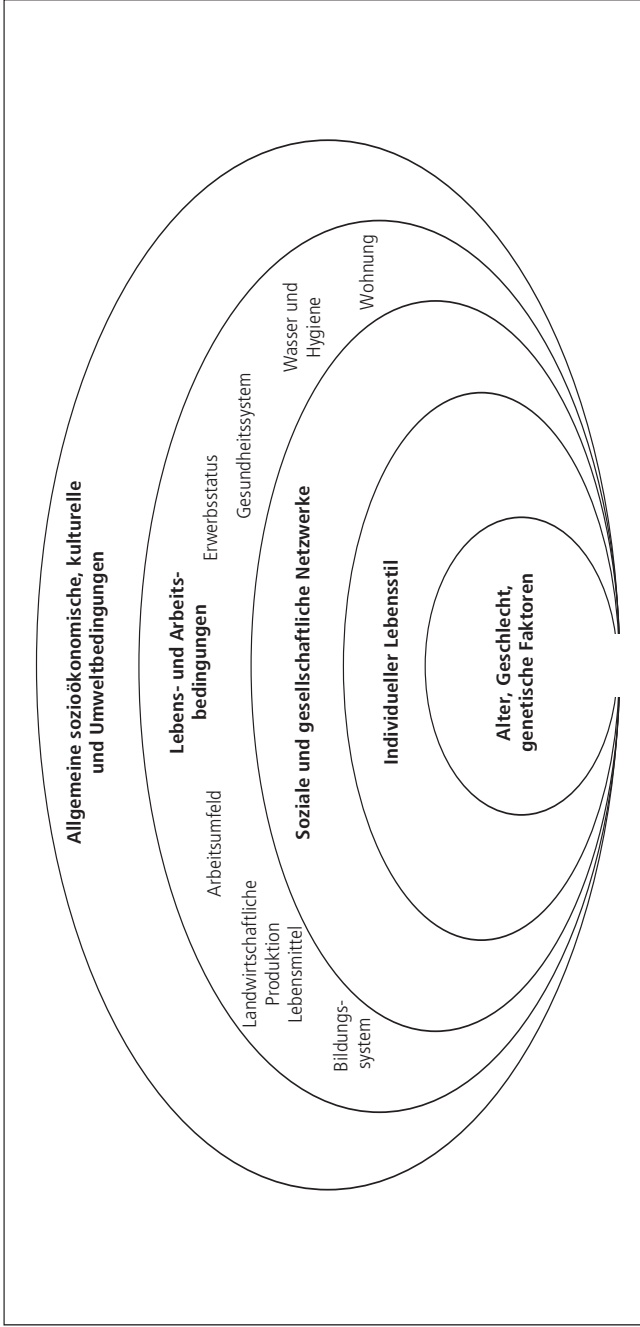 Allgemeine sozioökonomische, kulturelle
und Umweltbedingungen
Lebens- und Arbeits-
bedingungen
Arbeitsumfeld
Erwerbsstatus
Landwirtschaftliche
Produktion
Lebensmittel
Gesundheitssystem
Bildungs-
system
Wasser und
Hygiene
Wohnung
Soziale und gesellschaftliche Netzwerke
Individueller Lebensstil
Alter, Geschlecht,
genetische Faktoren